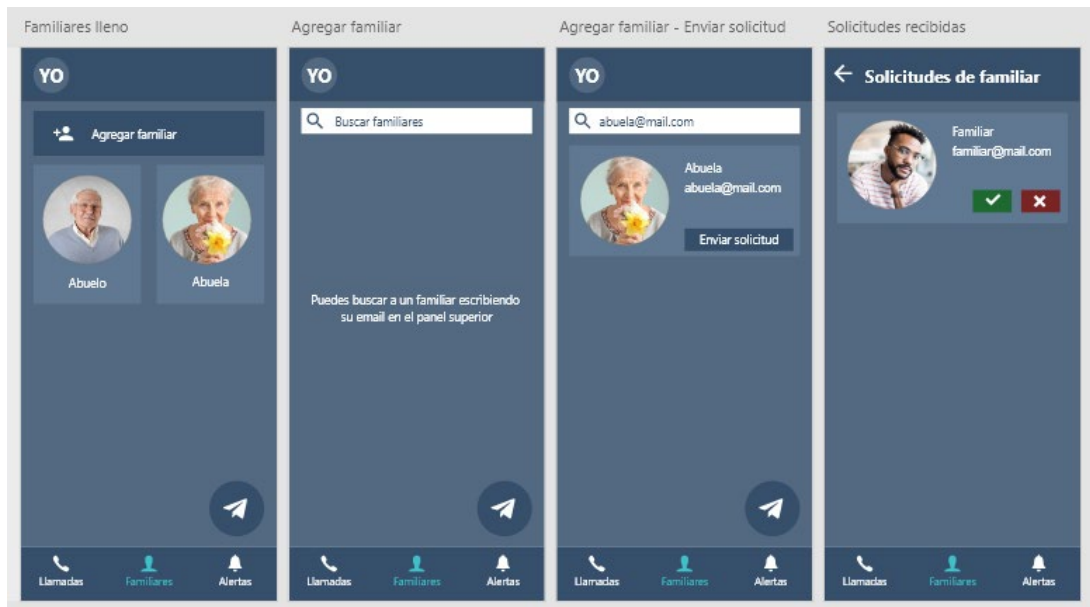 Familiares lleno
YO
Agregar familiar
Abuelo
Abuela
Llamadas
Familiares
Alertas
Agregar familiar
YO
Buscar familiares
Puedes buscar a un familiar escribiendo
su email en el panel superior
Llamadas
Familiares
Alertas
Agregar familiar - Enviar solicitud
YO
abuela@mail.com
Abuela
abuela@mail.com
Enviar solicitud
Llamadas
Familiares
Alertas
Solicitudes recibidas
Solicitudes de familiar
Familiar
familiar@mail.com
Llamadas
Familiares
Alertas